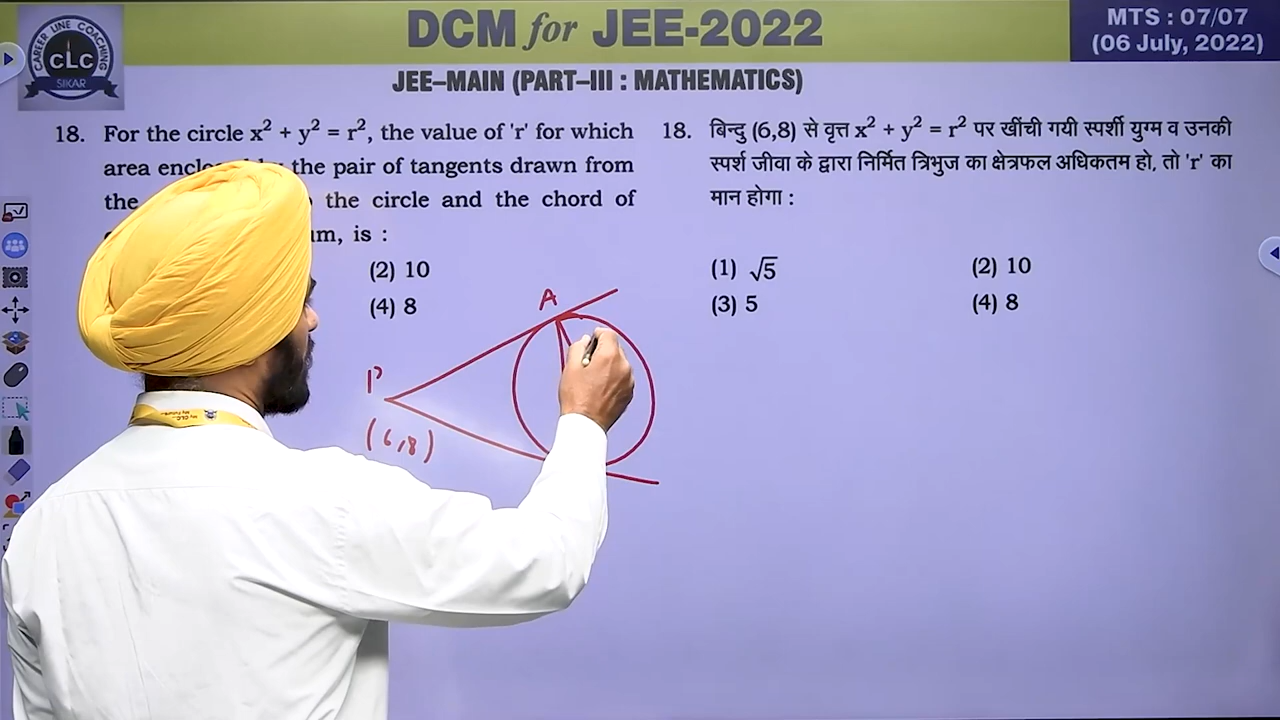 DCM for JEE-2022
MTS : 07/07
(06 July, 2022)
CAREER LINE COACHING
CLC
SIKAR
JEE–MAIN (PART–III : MATHEMATICS)
18. For the circle x² + y² = r², the value of 'r' for which
area the pair of tangents drawn from
the the circle and the chord of
is :
(2) 10
(4) 8
18. बिन्दु (6,8) से वृत्त x² + y² = r² पर खींची गयी स्पर्शी युग्म व उनकी
स्पर्श जीवा के द्वारा निर्मित त्रिभुज का क्षेत्रफल अधिकतम हो, तो 'r' का
मान होगा :
(1) √5 (2) 10
(3) 5 (4) 8
A
P
(6,8)